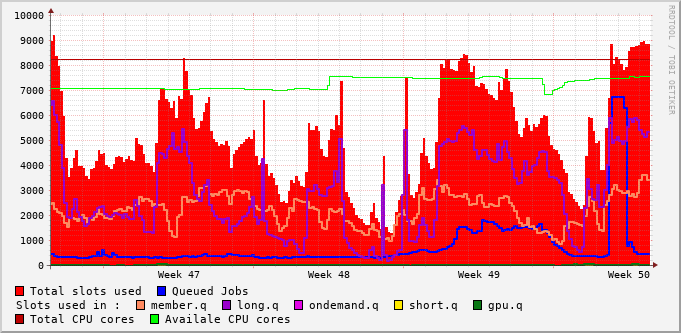 10000
9000
8000
7000
6000
5000
4000
3000
2000
1000
0
Week 47 Week 48 Week 49 Week 50
RRDTOOL / TOBI OETIKER
Total slots used Queued Jobs
Slots used in : member.q long.q ondemand.q short.q gpu.q
Total CPU cores Availale CPU cores